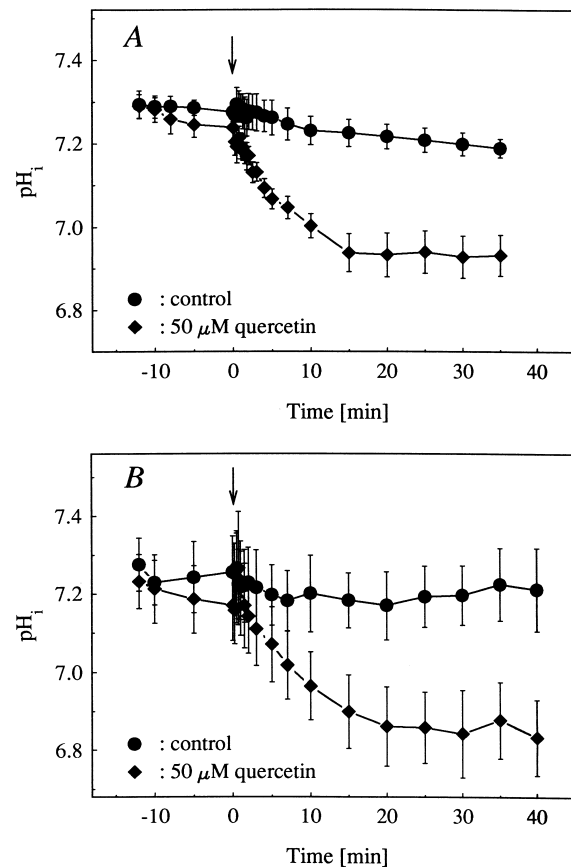 A
7.4
7.2
7.0
6.8
pHi
: control
: 50 μM quercetin
-10 0 10 20 30 40
Time [min]
B
7.4
7.2
7.0
6.8
pHi
: control
: 50 μM quercetin
-10 0 10 20 30 40
Time [min]